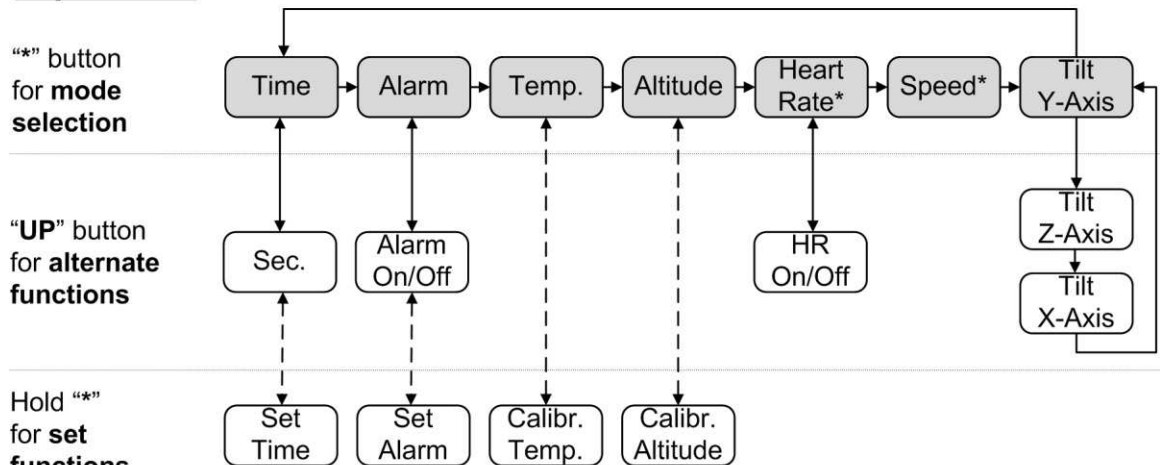 "*" button
for mode
selection
Time
Alarm
Temp.
Altitude
Heart
Rate*
Speed*
Tilt
Y-Axis
"UP" button
for alternate
functions
Sec.
Alarm
On/Off
HR
On/Off
Tilt
Z-Axis
Tilt
X-Axis
Hold "*"
for set
functions
Set
Time
Set
Alarm
Calibr.
Temp.
Calibr.
Altitude